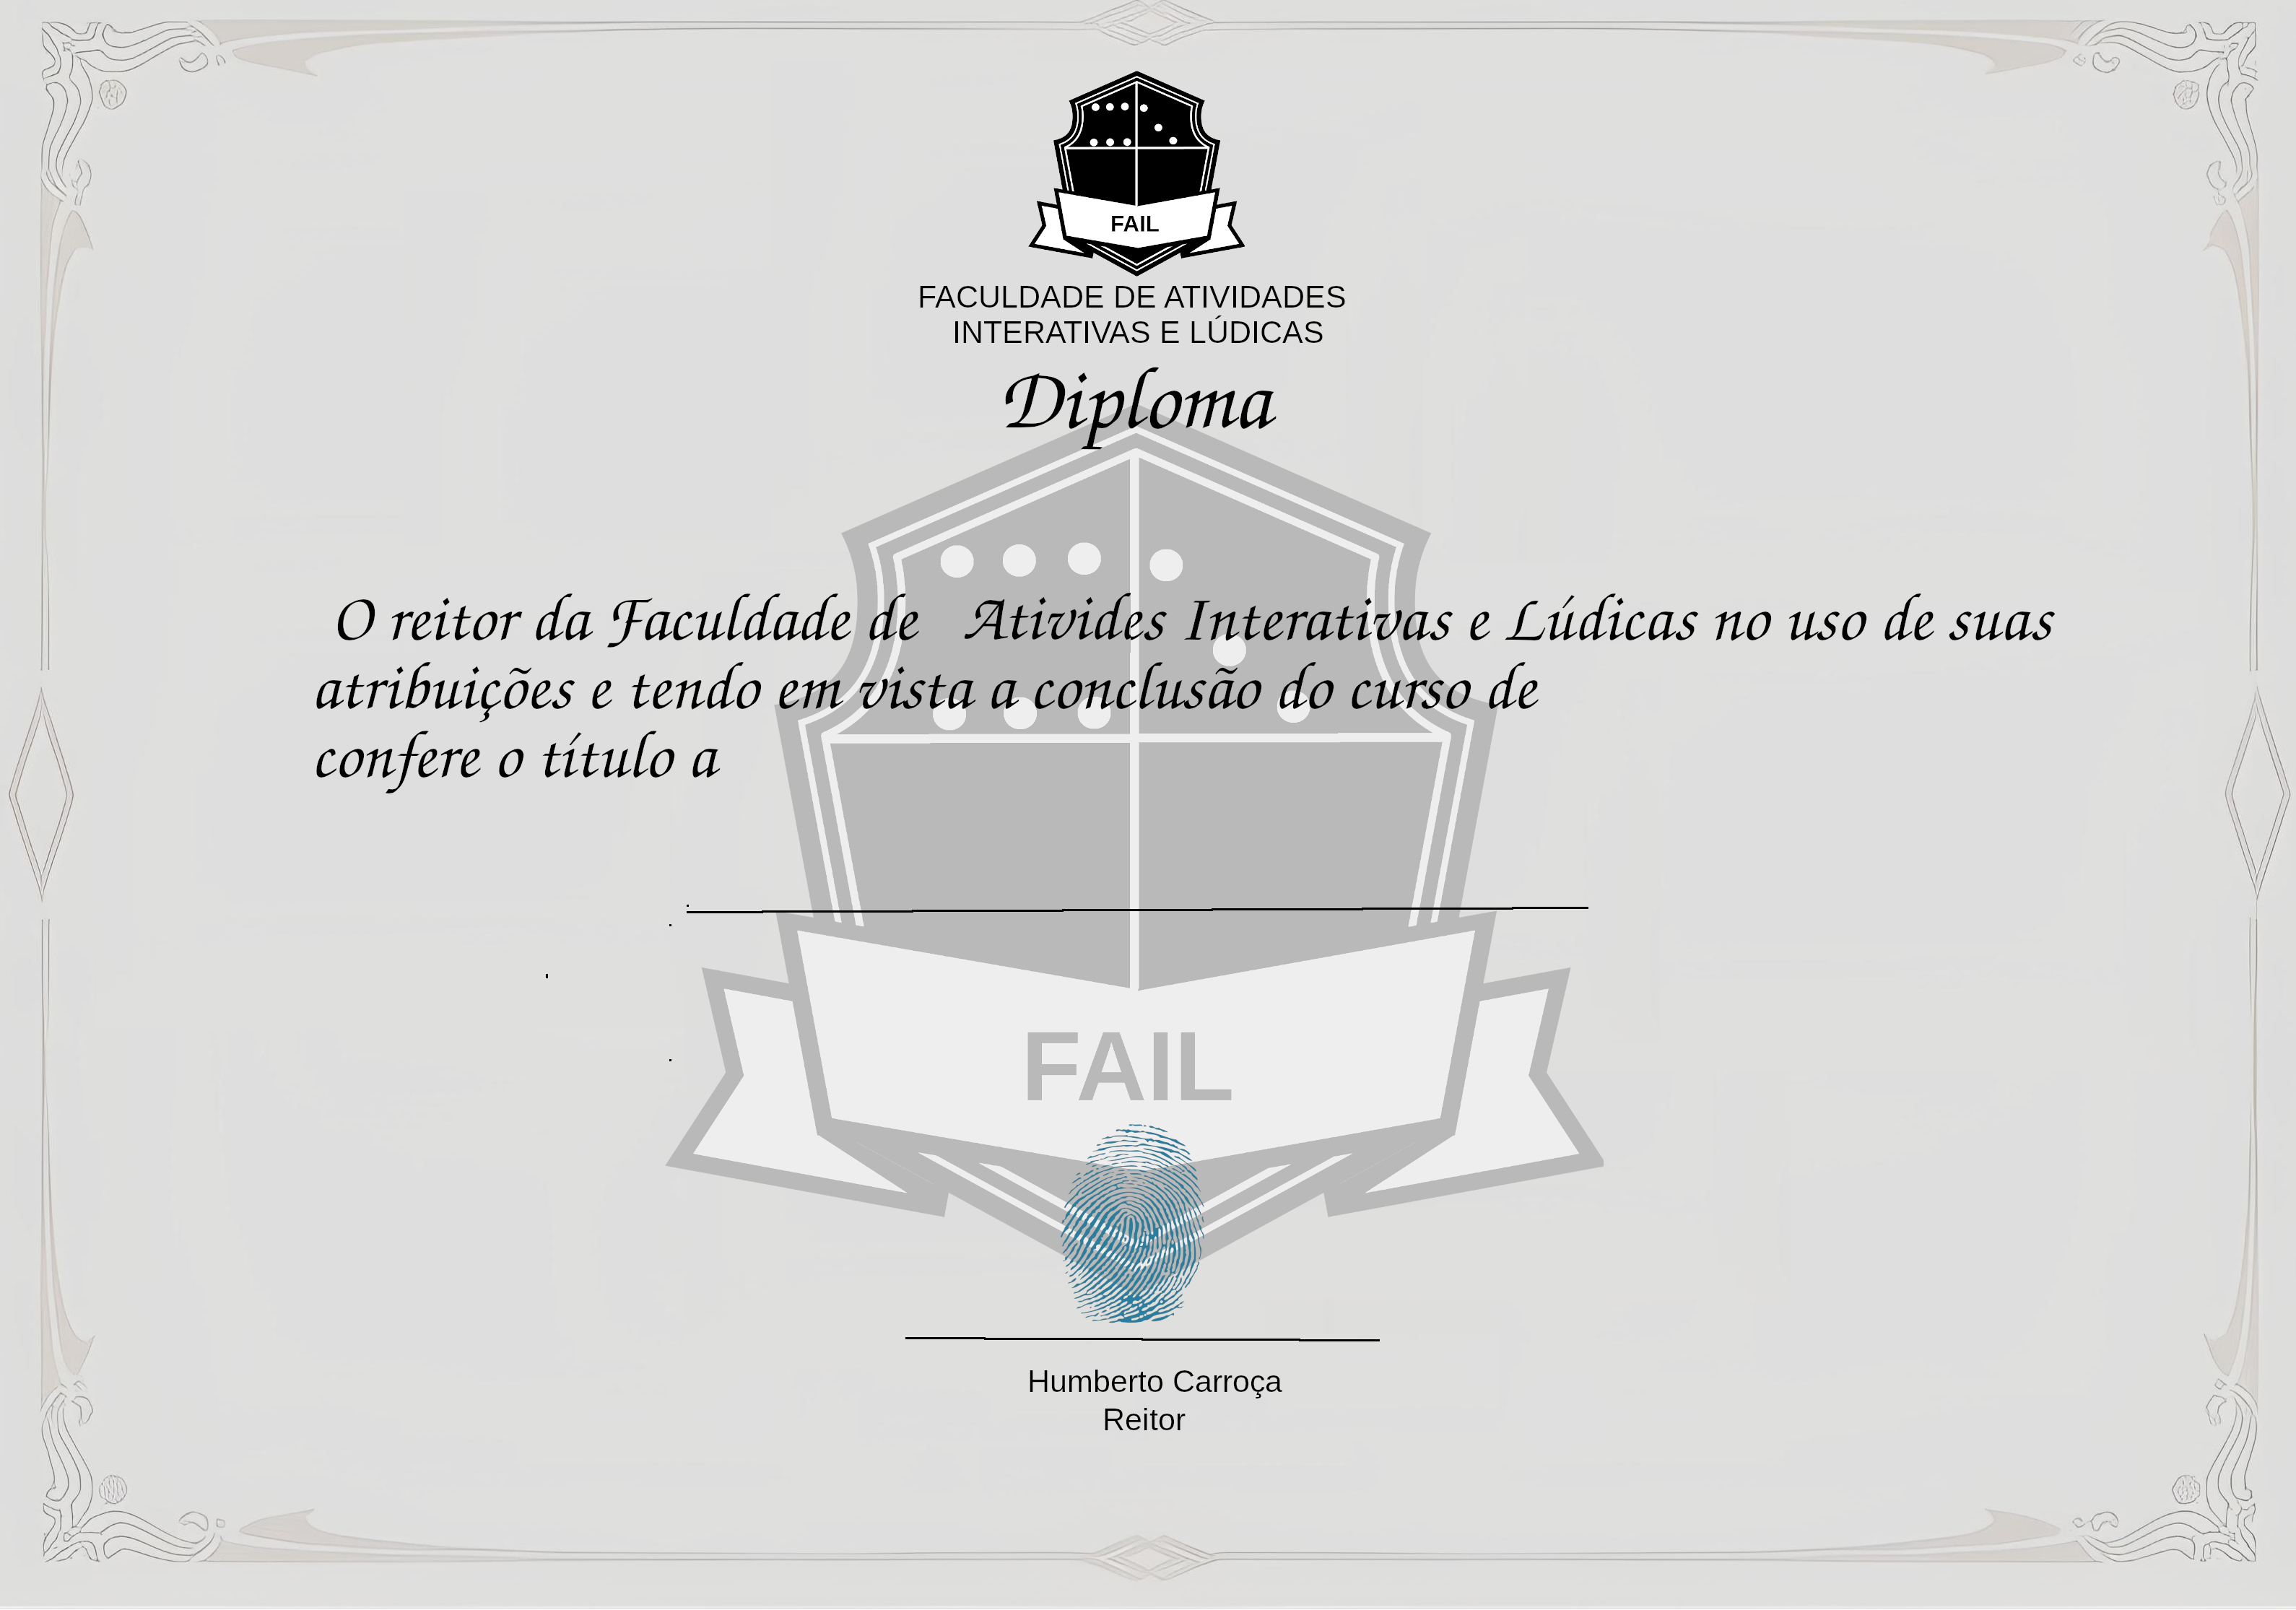 FAIL
FACULDADE DE ATIVIDADES
INTERATIVAS E LÚDICAS
Diploma
O reitor da Faculdade de Ativides Interativas e Lúdicas no uso de suas
atribuições e tendo em vista a conclusão do curso de
confere o título a
FAIL
Humberto Carroça
Reitor